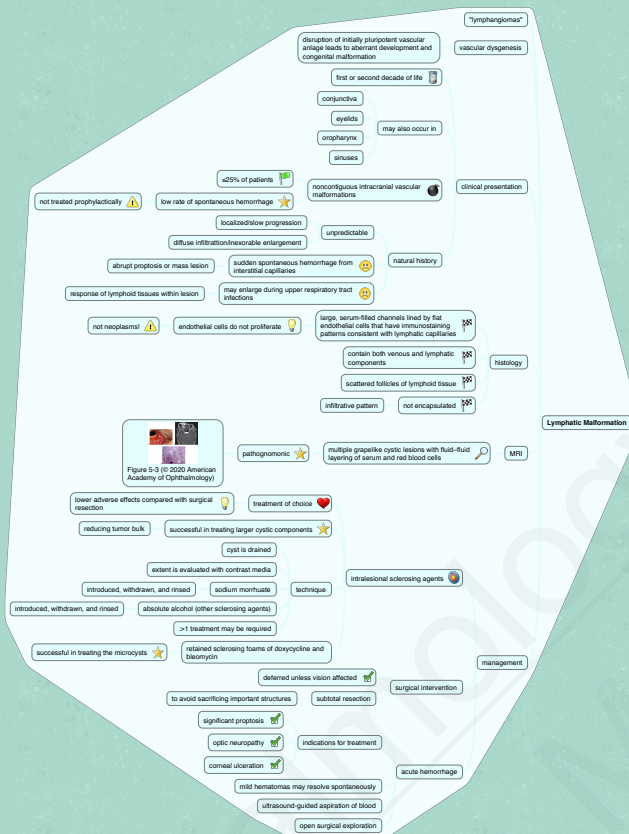 "lymphangiomas"
disruption of initially pluripotent vascular
anlage leads to aberrant development and
congenital malformation
vascular dysgenesis
first or second decade of life
conjunctiva
eyelids
oropharynx
sinuses
may also occur in
≤25% of patients
not treated prophylactically
low rate of spontaneous hemorrhage
noncontiguous intracranial vascular
malformations
clinical presentation
localized/slow progression
diffuse infiltrattion/inexorable enlargement
unpredictable
abrupt proptosis or mass lesion
sudden spontaneous hemorrhage from
interstitial capillaries
natural history
response of lymphoid tissues within lesion
may enlarge during upper respiratory tract
infections
not neoplasms!
endothelial cells do not proliferate
large, serum-filled channels lined by flat
endothelial cells that have immunostaining
patterns consistent with lymphatic capillaries
contain both venous and lymphatic
components
histology
scattered follicles of lymphoid tissue
infiltrative pattern
not encapsulated
Lymphatic Malformation
Figure 5-3 (© 2020 American
Academy of Ophthalmology)
pathognomonic
multiple grapelike cystic lesions with fluid–fluid
layering of serum and red blood cells
MRI
lower adverse effects compared with surgical
resection
treatment of choice
reducing tumor bulk
successful in treating larger cystic components
cyst is drained
extent is evaluated with contrast media
introduced, withdrawn, and rinsed
sodium morrhuate
technique
intralesional sclerosing agents
introduced, withdrawn, and rinsed
absolute alcohol (other sclerosing agents)
.>1 treatment may be required
successful in treating the microcysts
retained sclerosing foams of doxycycline and
bleomycin
management
deferred unless vision affected
to avoid sacrificing important structures
subtotal resection
surgical intervention
significant proptosis
optic neuropathy
corneal ulceration
indications for treatment
acute hemorrhage
mild hematomas may resolve spontaneously
ultrasound-guided aspiration of blood
open surgical exploration